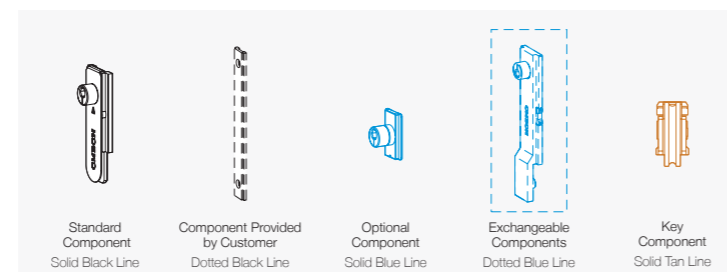 Standard
Component
Solid Black Line
Component Provided
by Customer
Dotted Black Line
Optional
Component
Solid Blue Line
Exchangeable
Components
Dotted Blue Line
Key
Component
Solid Tan Line